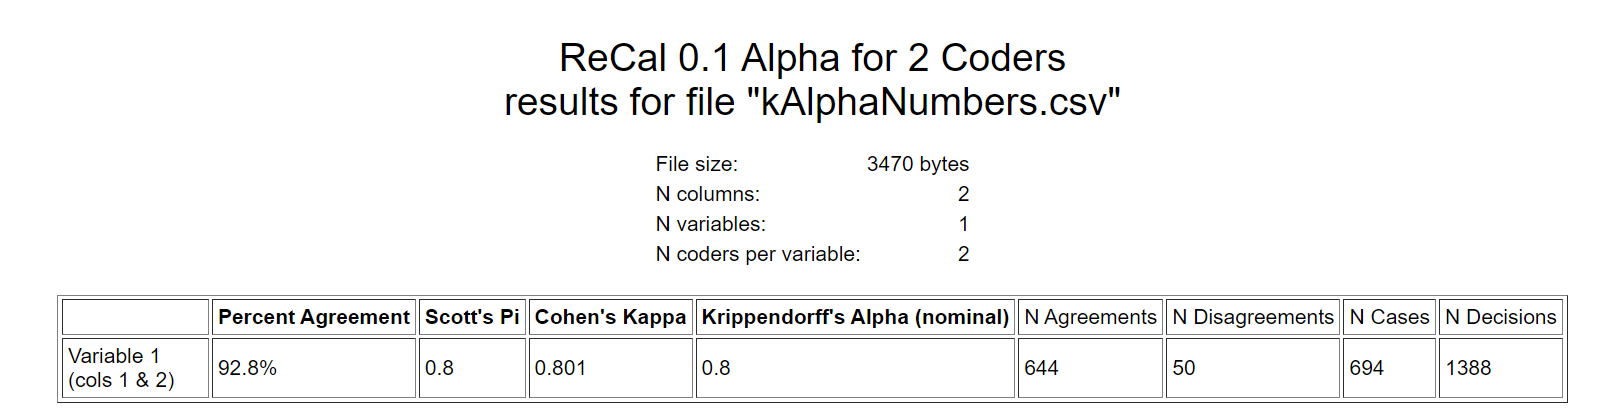 ReCal 0.1 Alpha for 2 Coders
results for file "kAlphaNumbers.csv"
File size: 3470 bytes
N columns: 2
N variables: 1
N coders per variable: 2
Percent Agreement Scott's Pi Cohen's Kappa Krippendorff's Alpha (nominal) N Agreements N Disagreements N Cases N Decisions
Variable 1
(cols 1 & 2) 92.8% 0.8 0.801 0.8 644 50 694 1388